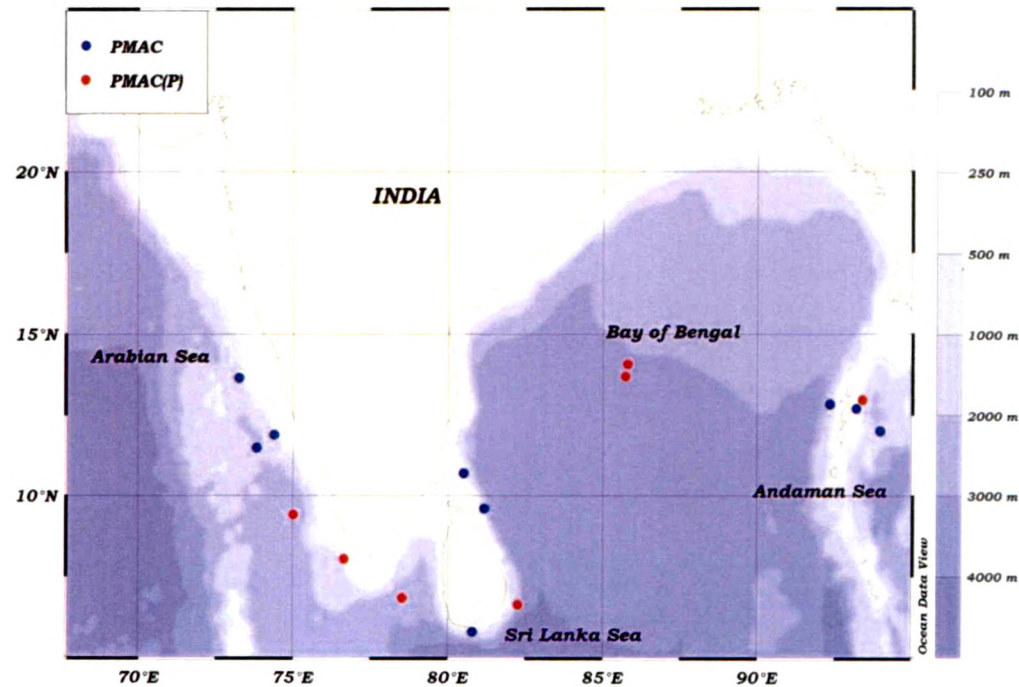 PMAC
PMAC(P)
100 m
20°N
250 m
INDIA
500 m
15°N
Bay of Bengal
1000 m
Arabian Sea
2000 m
10°N
Andaman Sea
3000 m
4000 m
Sri Lanka Sea
Ocean Data View
70°E
75°E
80°E
85°E
90°E